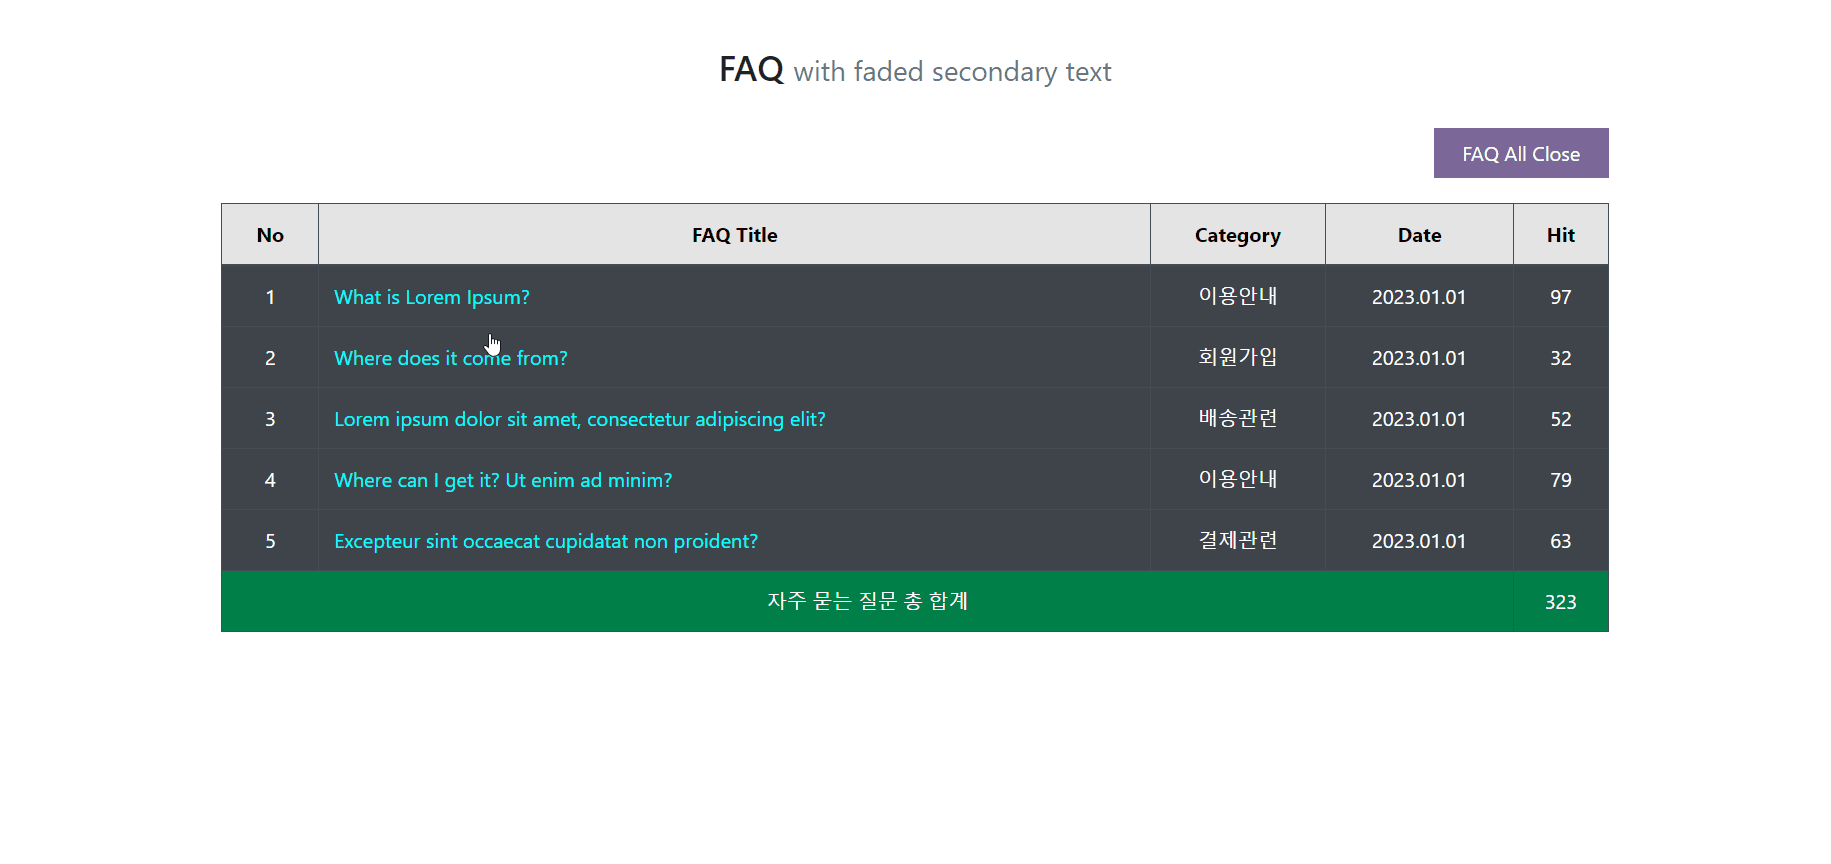 FAQ with faded secondary text
FAQ All Close
No FAQ Title Category Date Hit
1 What is Lorem Ipsum? 이용안내 2023.01.01 97
2 Where does it come from? 회원가입 2023.01.01 32
3 Lorem ipsum dolor sit amet, consectetur adipiscing elit? 배송관련 2023.01.01 52
4 Where can I get it? Ut enim ad minim? 이용안내 2023.01.01 79
5 Excepteur sint occaecat cupidatat non proident? 결제관련 2023.01.01 63
자주 묻는 질문 총 합계 323